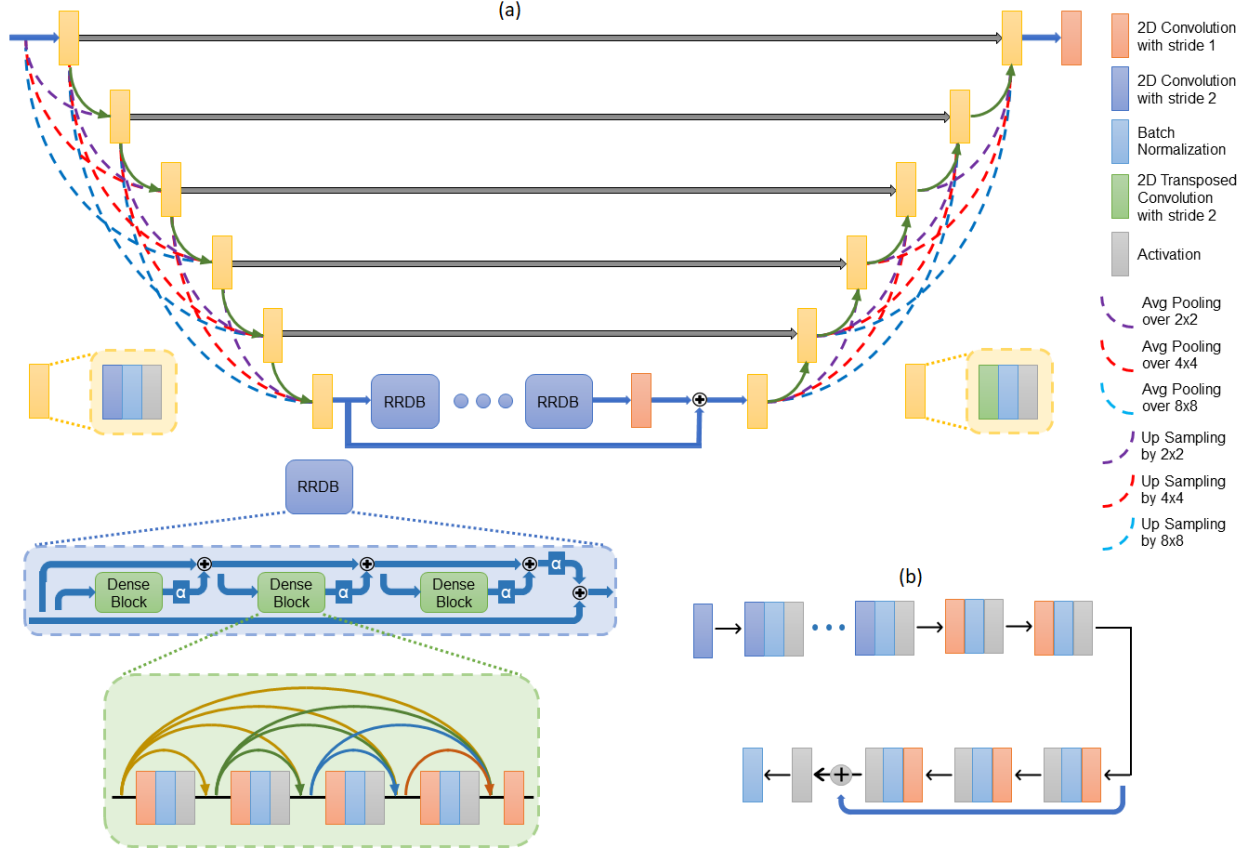 (a)
2D Convolution
with stride 1
2D Convolution
with stride 2
Batch
Normalization
2D Transposed
Convolution
with stride 2
Activation
Avg Pooling
over 2x2
Avg Pooling
over 4x4
Avg Pooling
over 8x8
Up Sampling
by 2x2
Up Sampling
by 4x4
Up Sampling
by 8x8
RRDB
RRDB
RRDB
α
Dense
Block
α
Dense
Block
α
Dense
Block
α
(b)